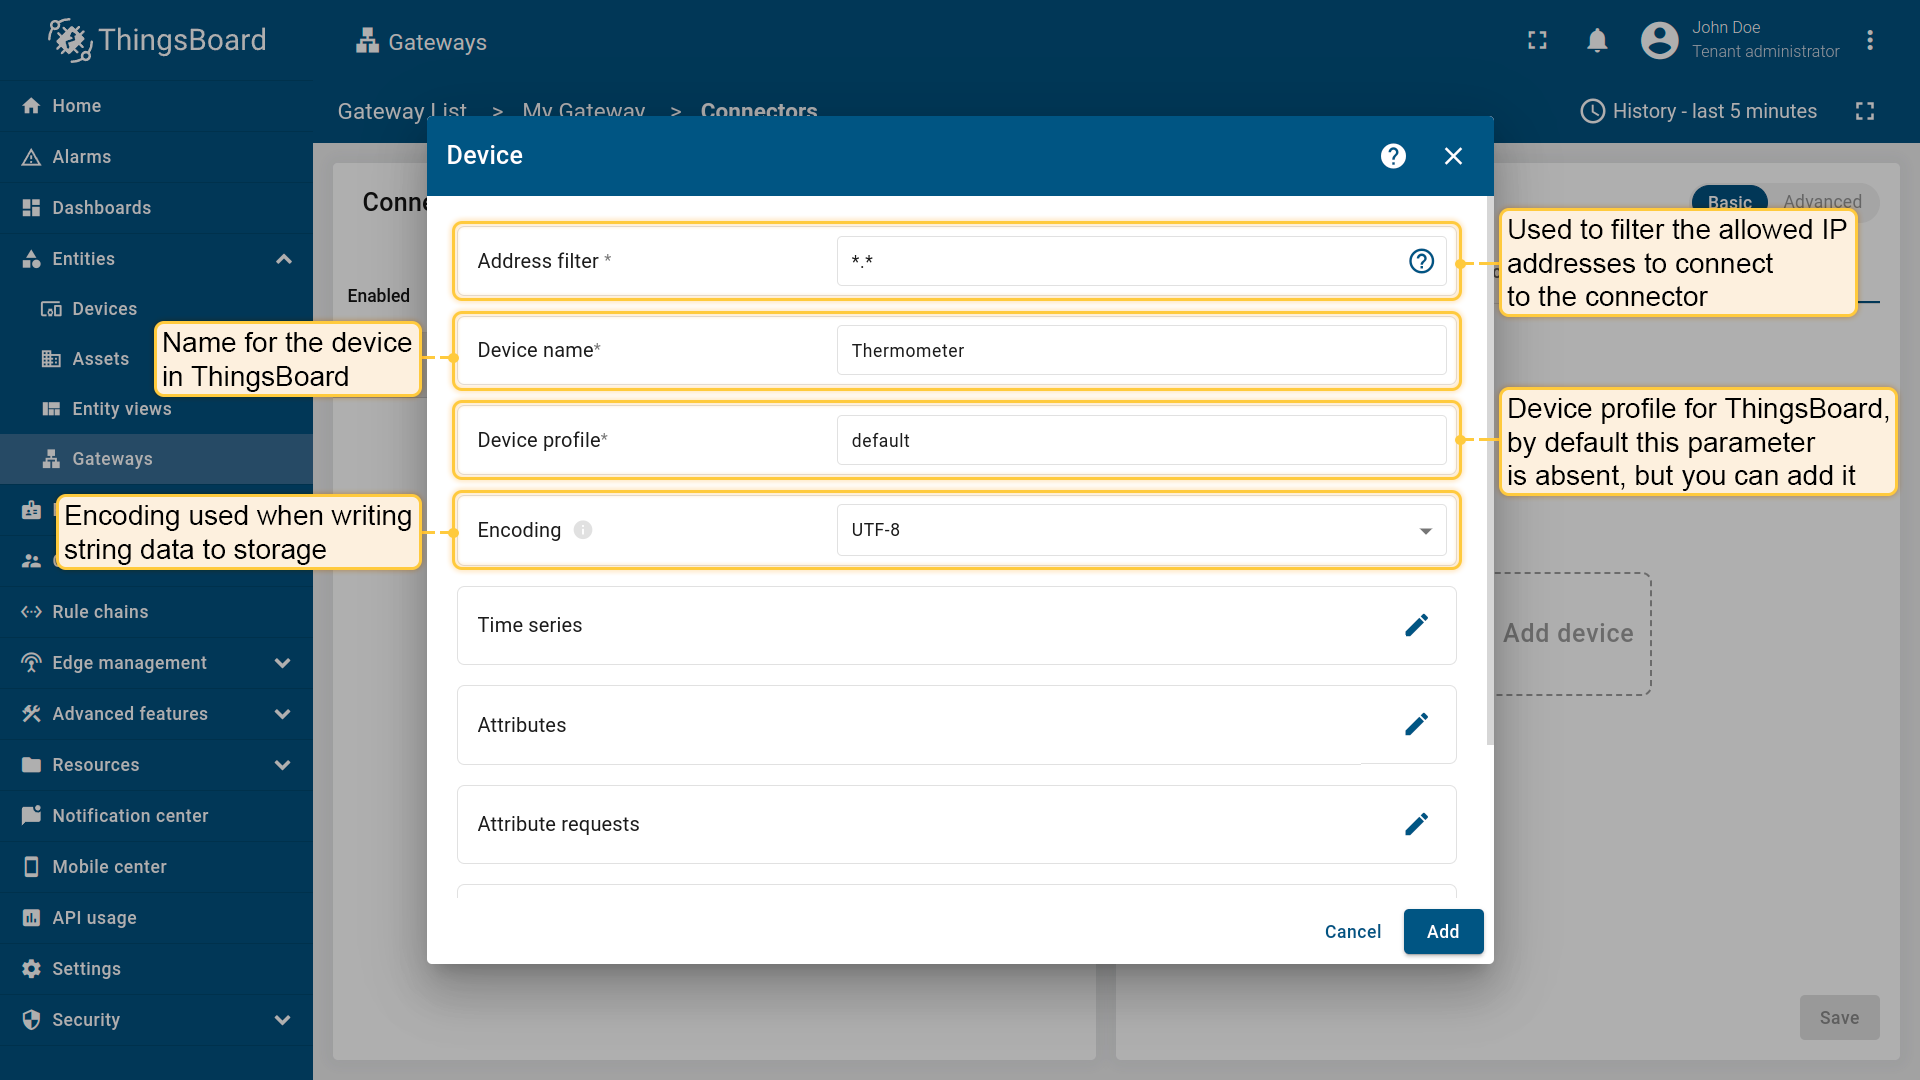 ThingsBoard
Gateways
John Doe
Tenant administrator
Home
Alarms
Dashboards
Entities
Devices
Assets
Entity views
Gateways
Rule chains
Edge management
Advanced features
Resources
Notification center
Mobile center
API usage
Settings
Security
Gateway List > My Gateway > Connectors
History - last 5 minutes
Enabled
Basic
Advanced
Device
Address filter *
*.*
Device name*
Thermometer
Device profile*
default
Encoding
UTF-8
Time series
Attributes
Attribute requests
Cancel
Add
Used to filter the allowed IP
addresses to connect
to the connector
Name for the device
in ThingsBoard
Device profile for ThingsBoard,
by default this parameter
is absent, but you can add it
Encoding used when writing
string data to storage
Add device
Save